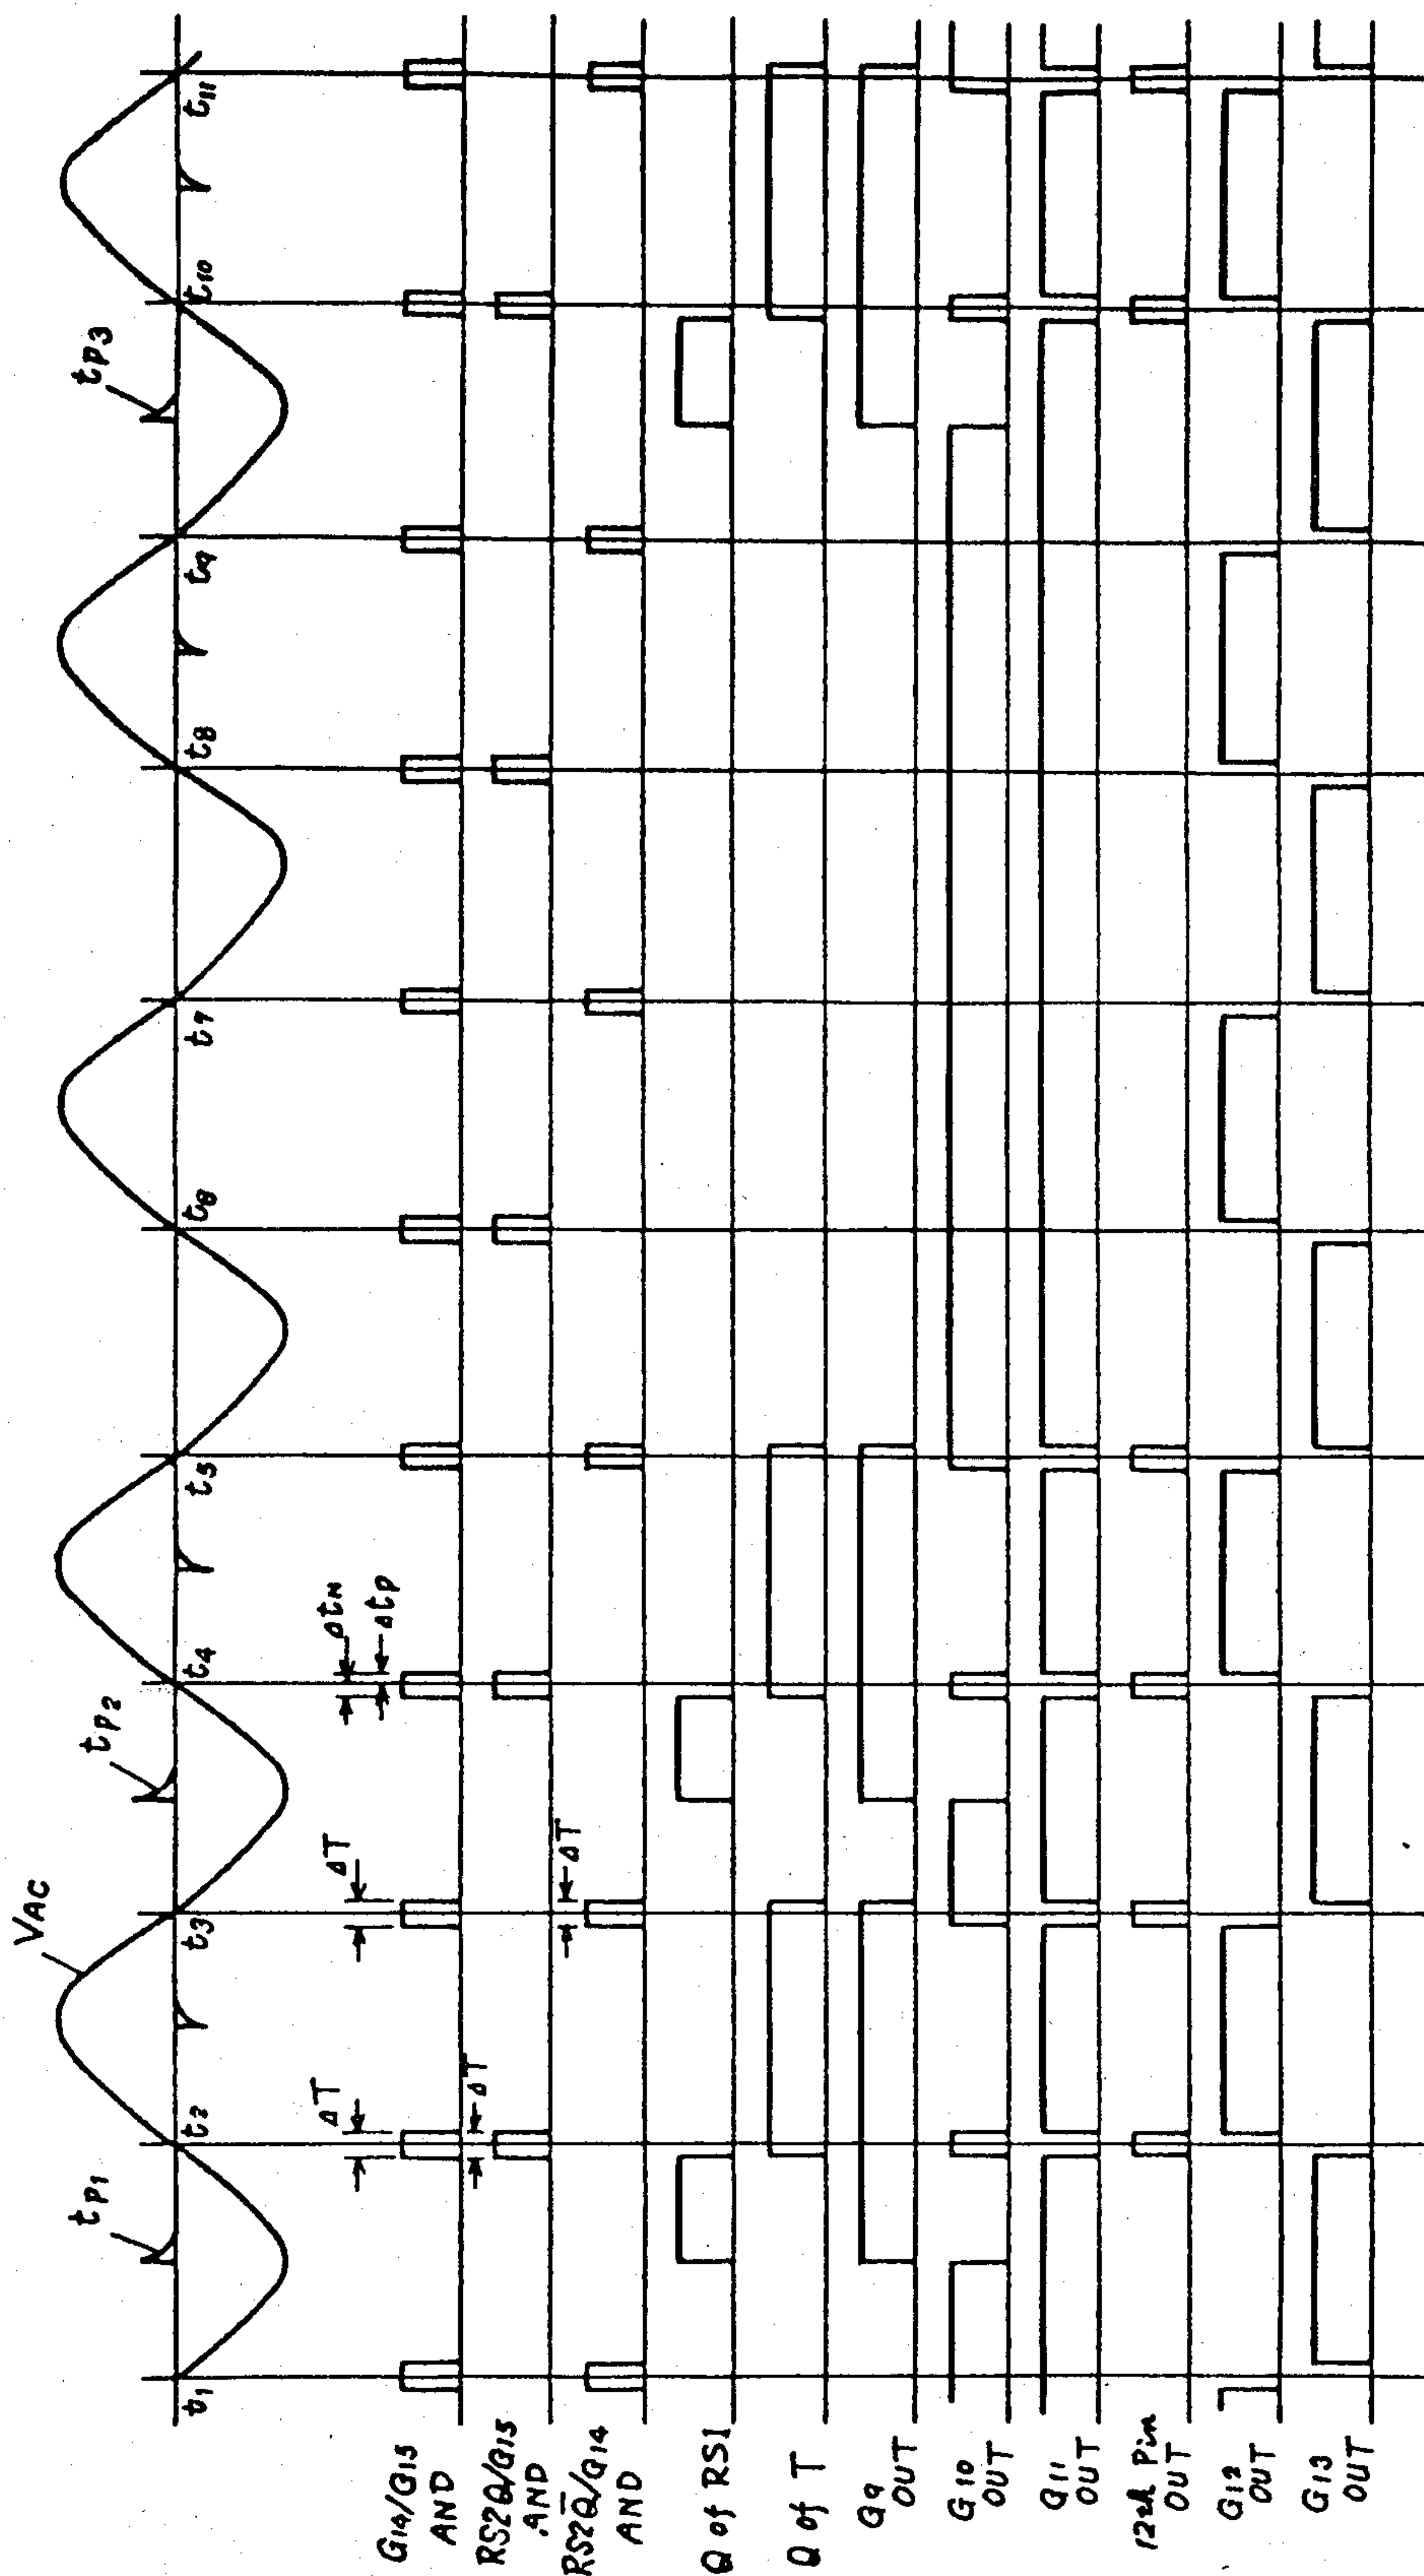 VAC
tP1
tP2
tP3
t1
t2
t3
t4
t5
t6
t7
t8
t9
t10
t11
ΔT
ΔT
ΔtN
ΔtP
ΔT
ΔT
G14/G15
AND
RS2Q/G15
AND
RS2Q̄/G14
AND
Q of RS1
Q of T
G9
OUT
G10
OUT
G11
OUT
12th Pin
OUT
G12
OUT
G13
OUT